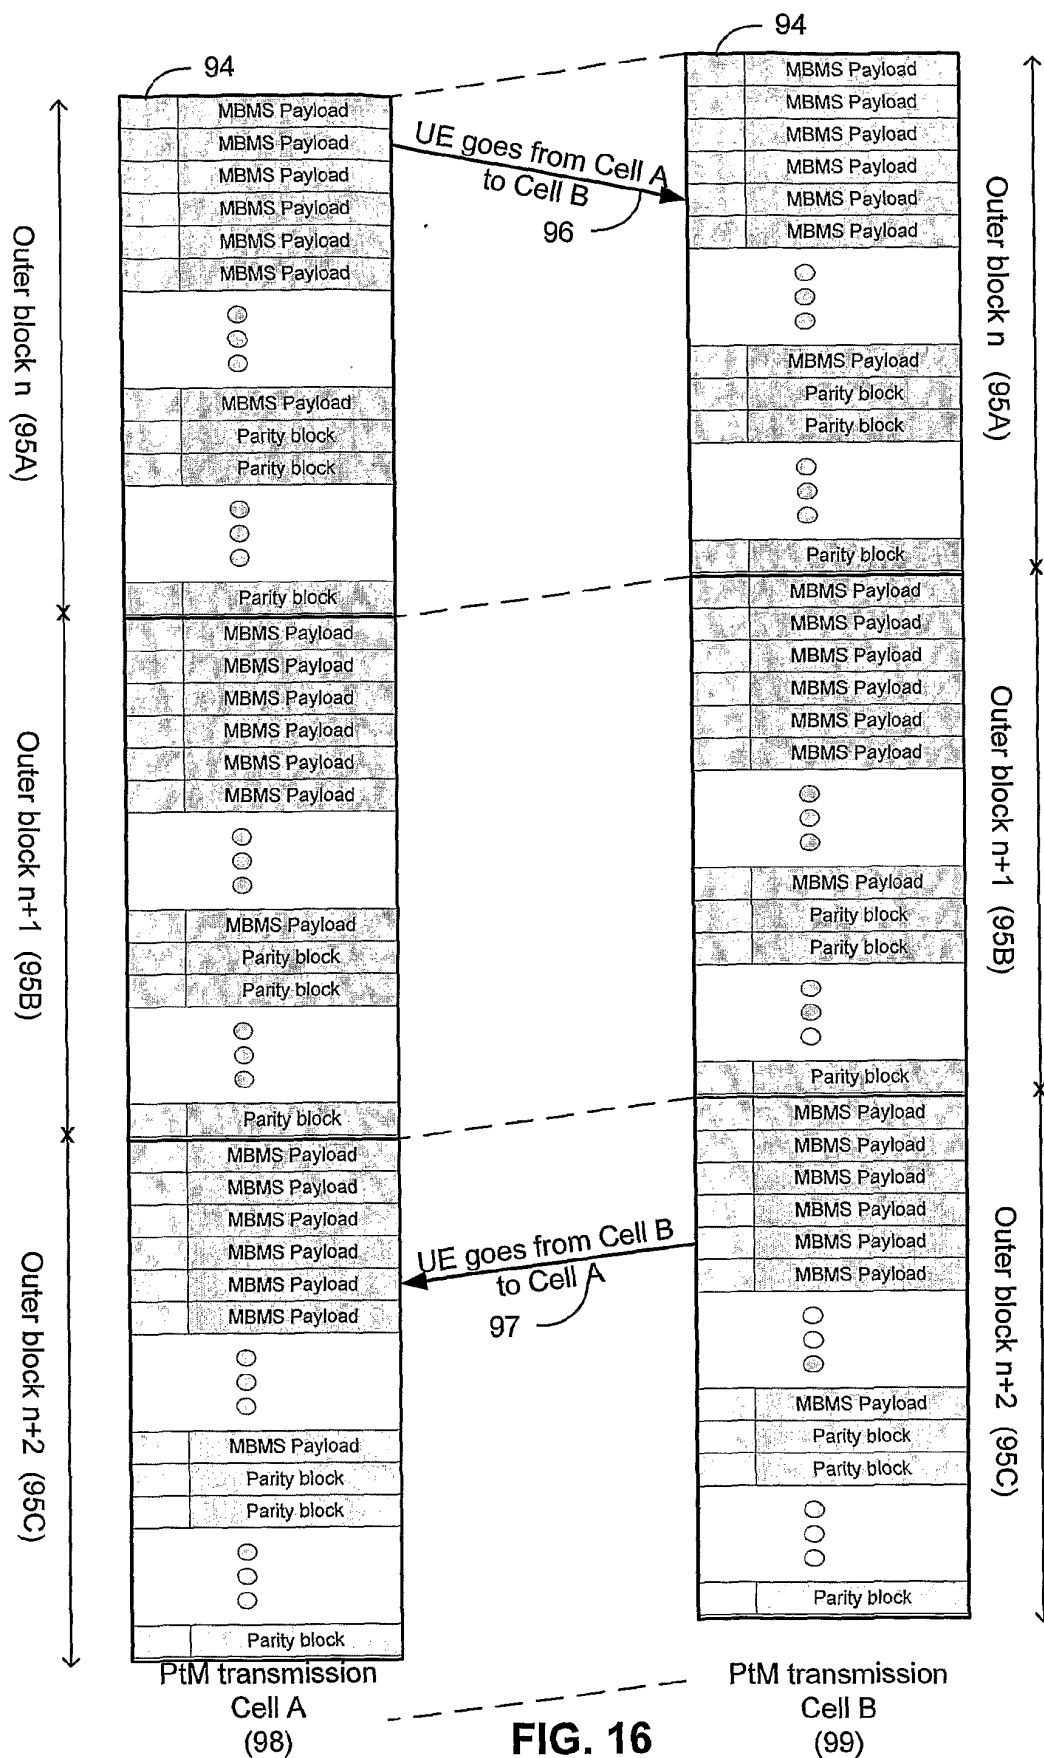 94
MBMS Payload
MBMS Payload
MBMS Payload
MBMS Payload
MBMS Payload
MBMS Payload
MBMS Payload
Parity block
Parity block
Parity block
MBMS Payload
MBMS Payload
MBMS Payload
MBMS Payload
MBMS Payload
MBMS Payload
MBMS Payload
Parity block
Parity block
Parity block
MBMS Payload
MBMS Payload
MBMS Payload
MBMS Payload
MBMS Payload
MBMS Payload
MBMS Payload
Parity block
Parity block
Parity block
Outer block n (95A)
Outer block n+1 (95B)
Outer block n+2 (95C)
PtM transmission
Cell A
(98)
UE goes from Cell A
to Cell B
96
UE goes from Cell B
to Cell A
97
94
MBMS Payload
MBMS Payload
MBMS Payload
MBMS Payload
MBMS Payload
MBMS Payload
MBMS Payload
Parity block
Parity block
Parity block
MBMS Payload
MBMS Payload
MBMS Payload
MBMS Payload
MBMS Payload
MBMS Payload
MBMS Payload
Parity block
Parity block
Parity block
MBMS Payload
MBMS Payload
MBMS Payload
MBMS Payload
MBMS Payload
MBMS Payload
MBMS Payload
Parity block
Parity block
Parity block
Outer block n (95A)
Outer block n+1 (95B)
Outer block n+2 (95C)
PtM transmission
Cell B
(99)
FIG. 16